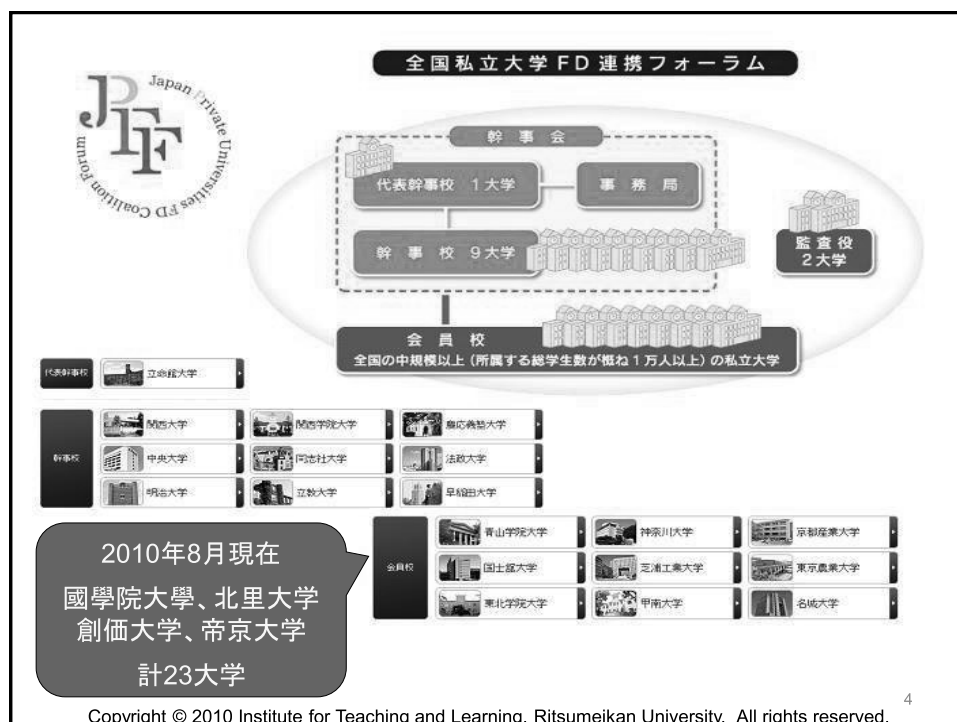 全国私立大学FD連携フォーラム
Japan Private Universities FD Coalition Forum
JPFF
幹事会
代表幹事校 1大学
事務局
幹事校 9大学
監査役
2大学
会員校
全国の中規模以上(所属する総学生数が概ね1万人以上)の私立大学
代表幹事校
立命館大学
幹事校
関西大学
関西学院大学
慶応義塾大学
中央大学
同志社大学
法政大学
明治大学
立教大学
早稲田大学
会員校
青山学院大学
神奈川大学
京都産業大学
国士舘大学
芝浦工業大学
東京農業大学
東北学院大学
甲南大学
名城大学
2010年8月現在
國學院大學、北里大学
創価大学、帝京大学
計23大学
4
Copyright © 2010 Institute for Teaching and Learning, Ritsumeikan University. All rights reserved.